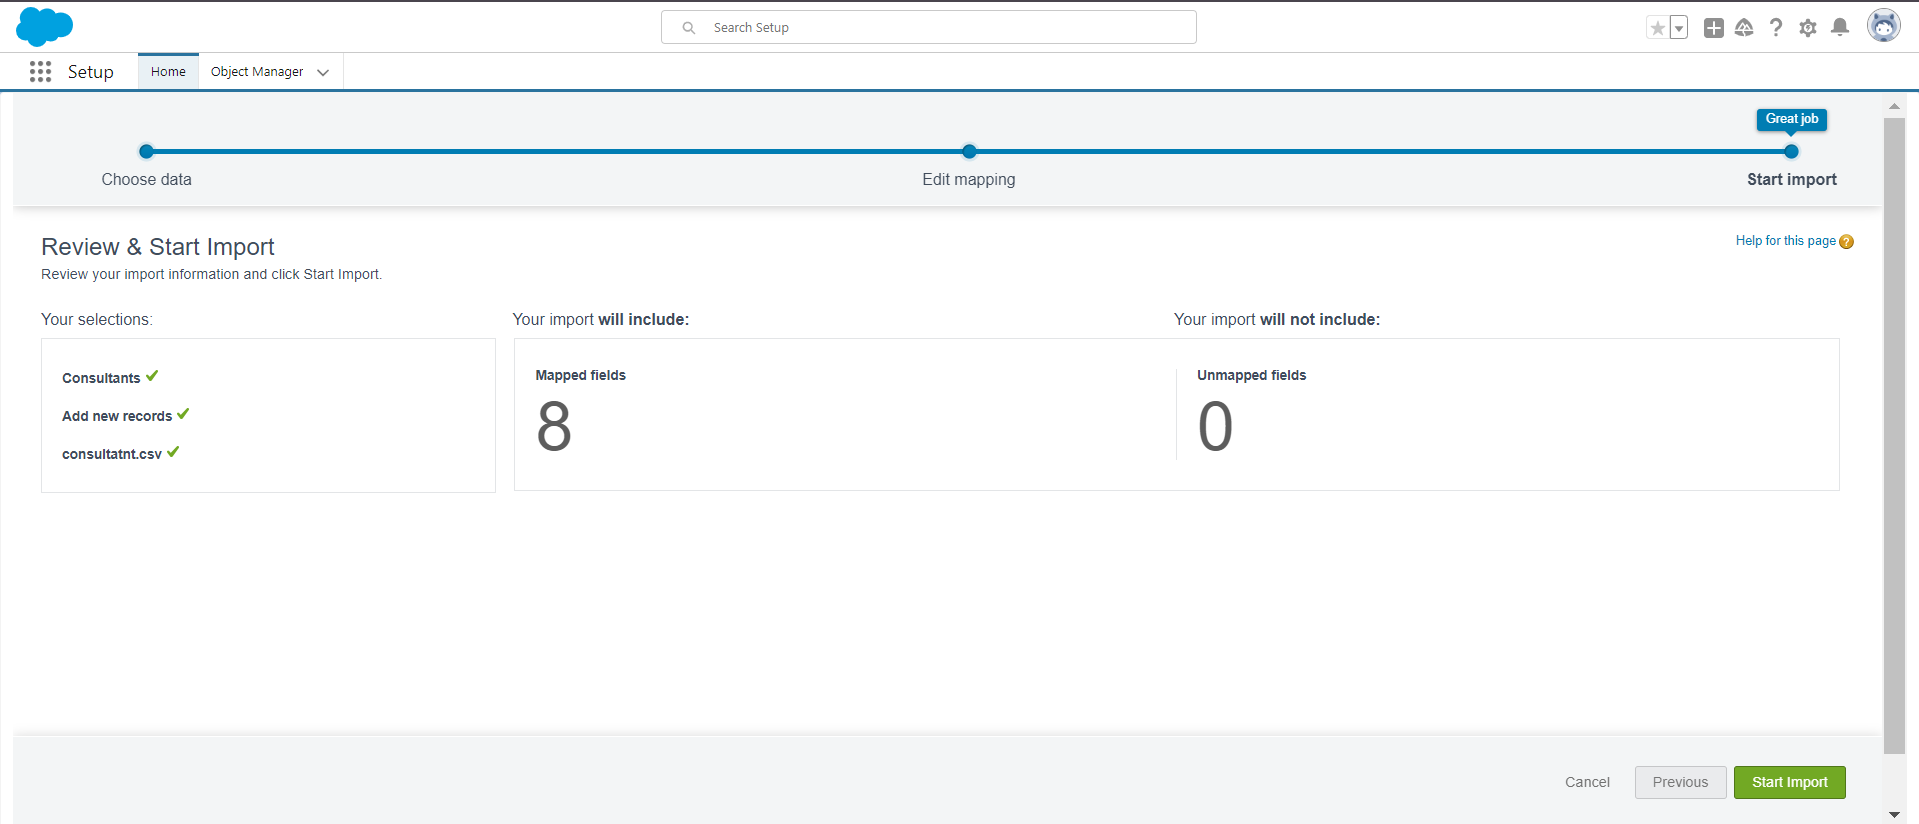 Search Setup
Setup
Home
Object Manager
Great job
Choose data
Edit mapping
Start import
Review & Start Import
Help for this page
Review your import information and click Start Import.
Your selections:
Your import will include:
Your import will not include:
Consultants
Add new records
consultatnt.csv
Mapped fields
8
Unmapped fields
0
Cancel
Previous
Start Import